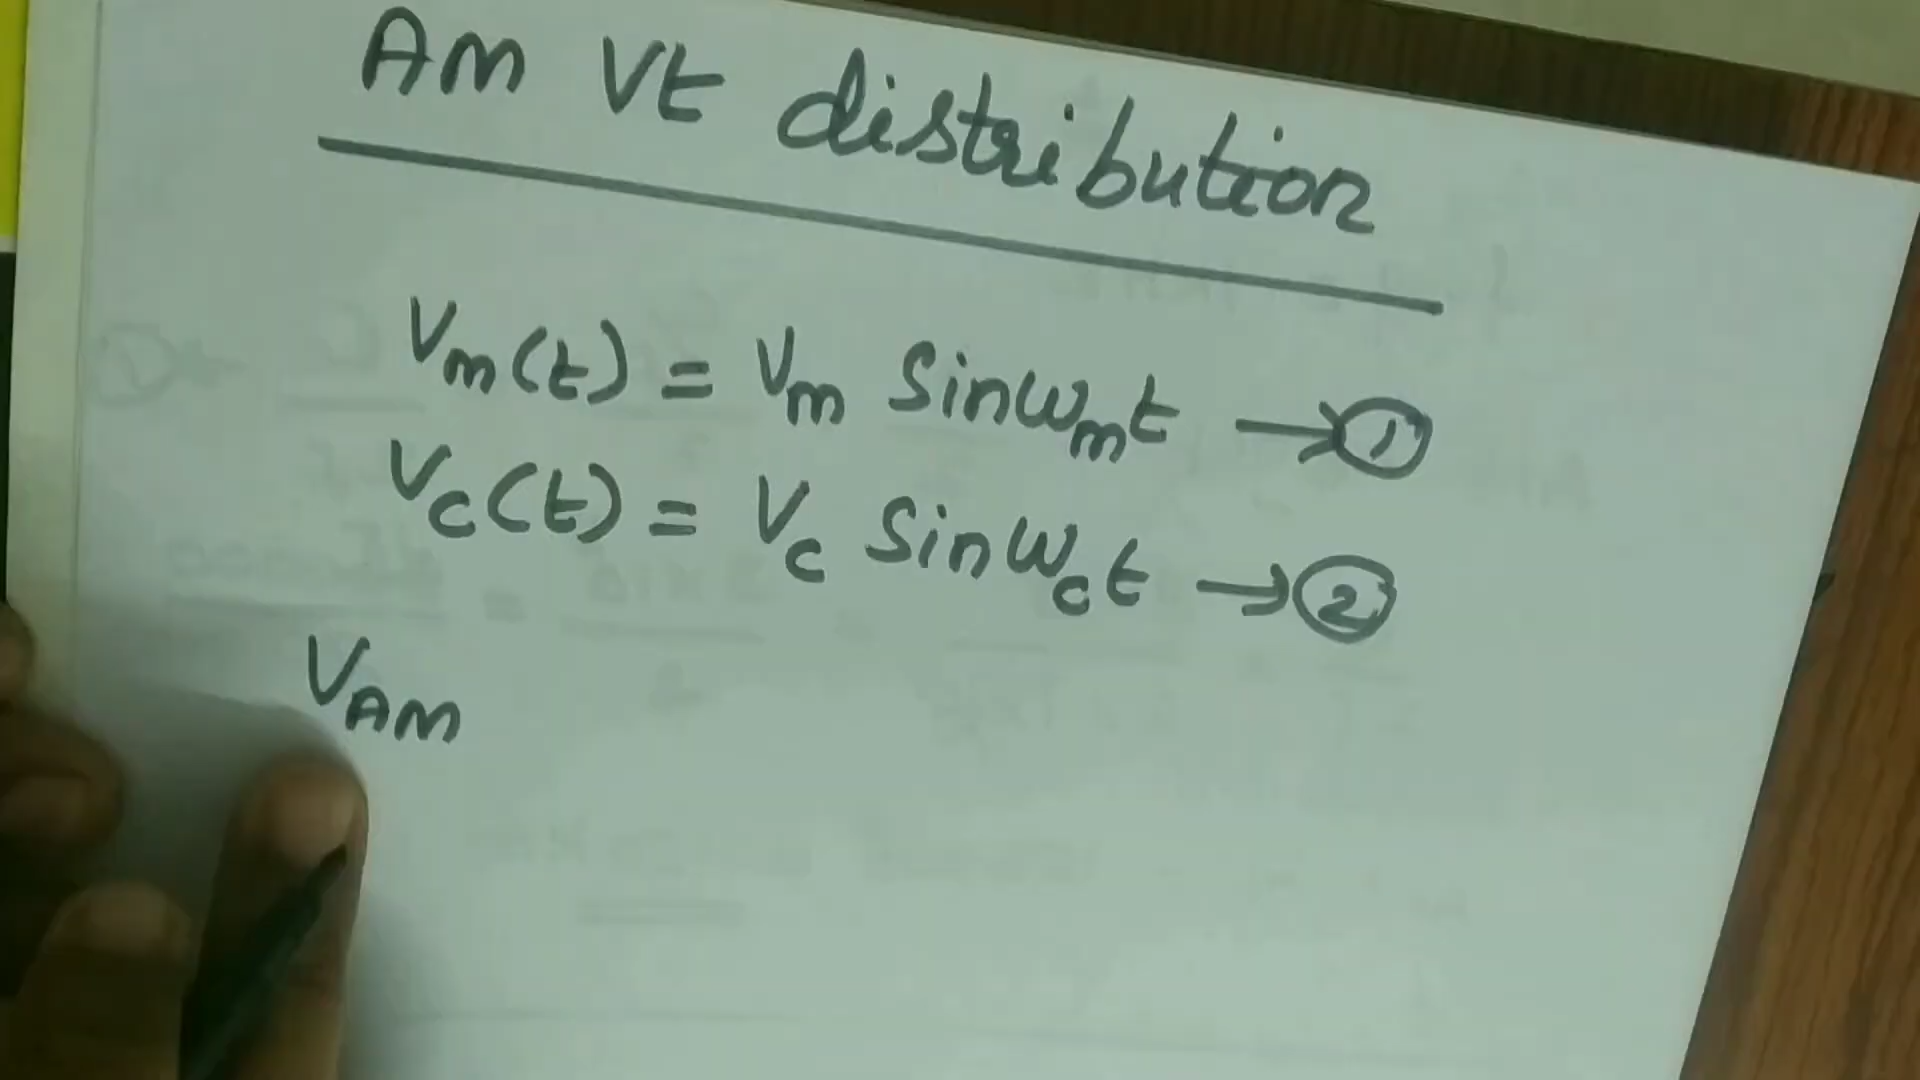 AM Vt distribution
Vm(t) = Vm Sinωmt → 1
Vc(t) = Vc Sinωct → 2
VAM